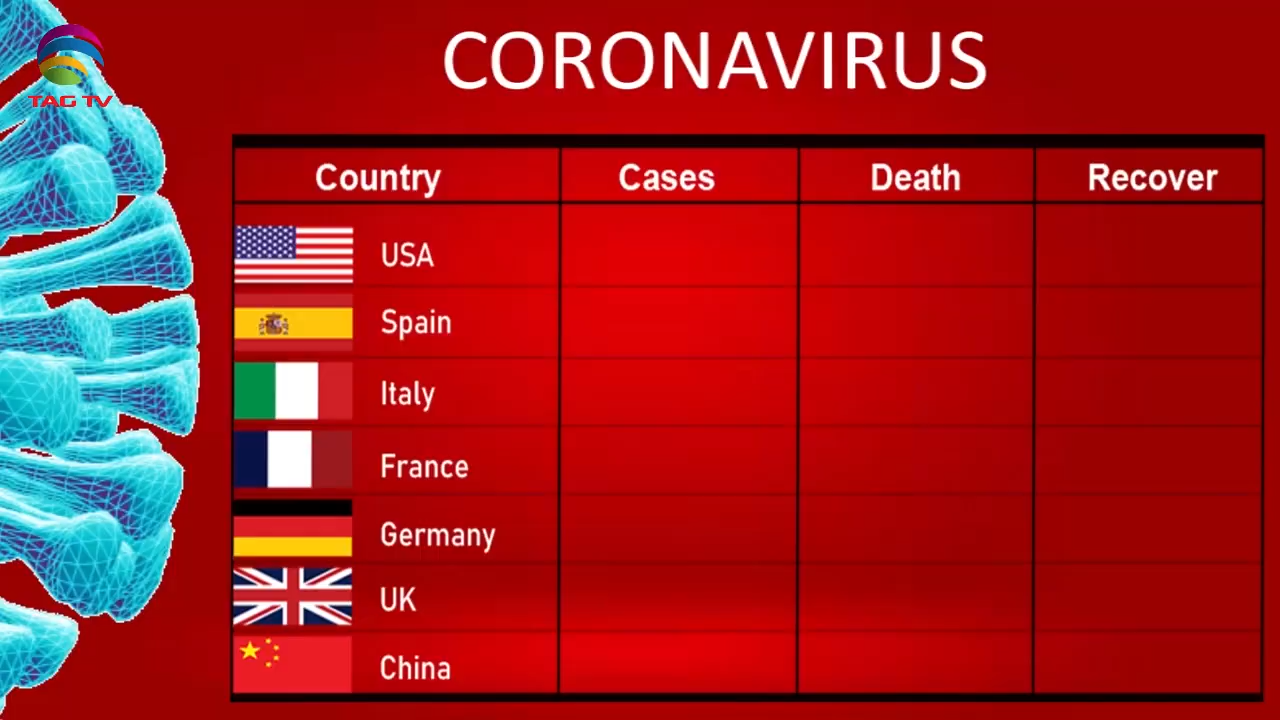 TAG TV
CORONAVIRUS
Country Cases Death Recover
USA
Spain
Italy
France
Germany
UK
China